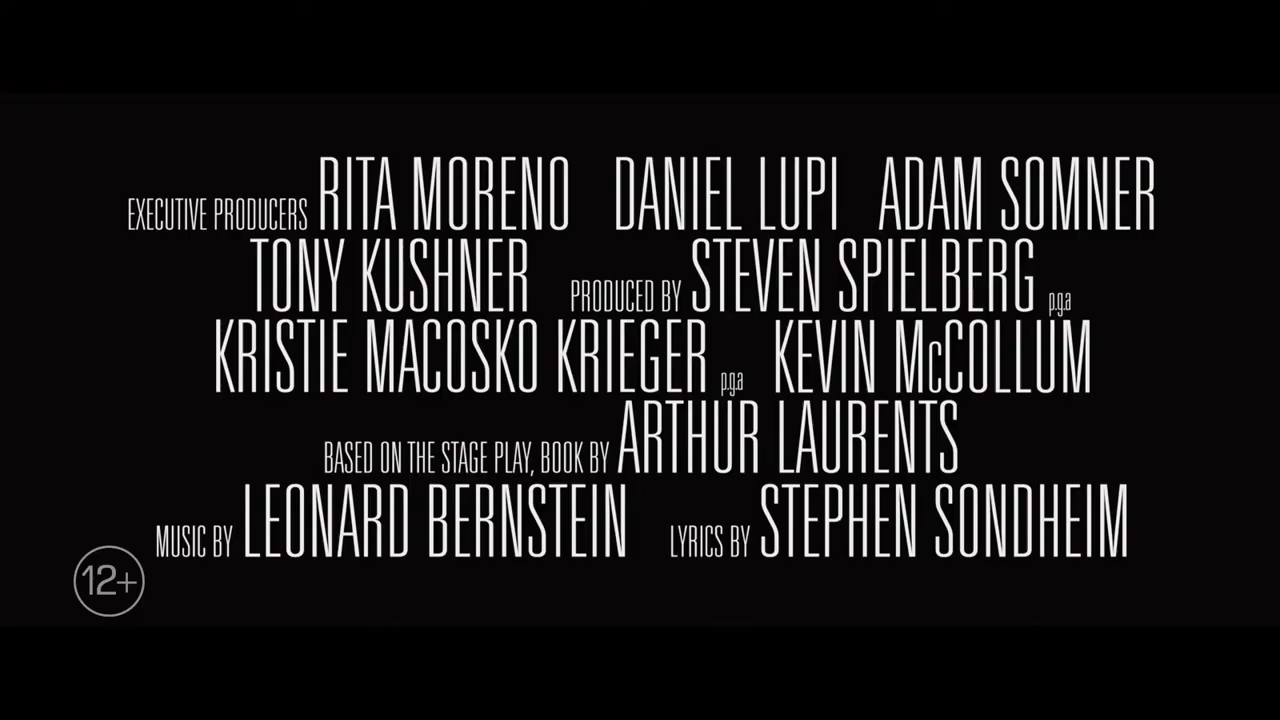 EXECUTIVE PRODUCERS RITA MORENO DANIEL LUPI ADAM SOMNER
TONY KUSHNER PRODUCED BY STEVEN SPIELBERG p.g.a
KRISTIE MACOSKO KRIEGER p.g.a KEVIN McCOLLUM
BASED ON THE STAGE PLAY, BOOK BY ARTHUR LAURENTS
MUSIC BY LEONARD BERNSTEIN LYRICS BY STEPHEN SONDHEIM
12+